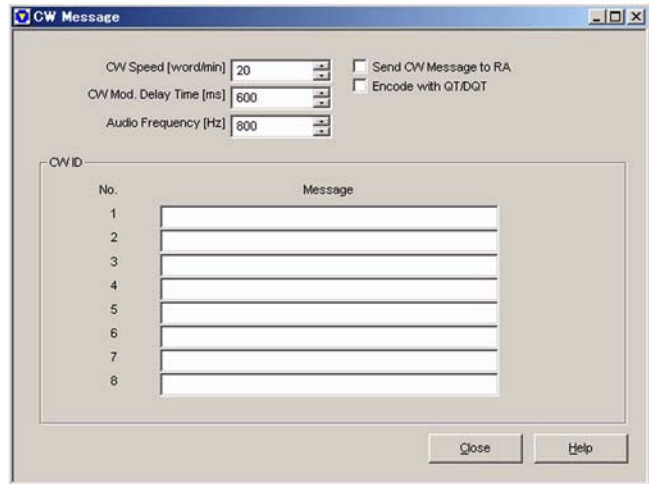 CW Message
CW Speed [word/min] 20
Send CW Message to RA
CW Mod. Delay Time [ms] 600
Encode with QT/DQT
Audio Frequency [Hz] 800
CW ID
No. Message
1
2
3
4
5
6
7
8
Close Help